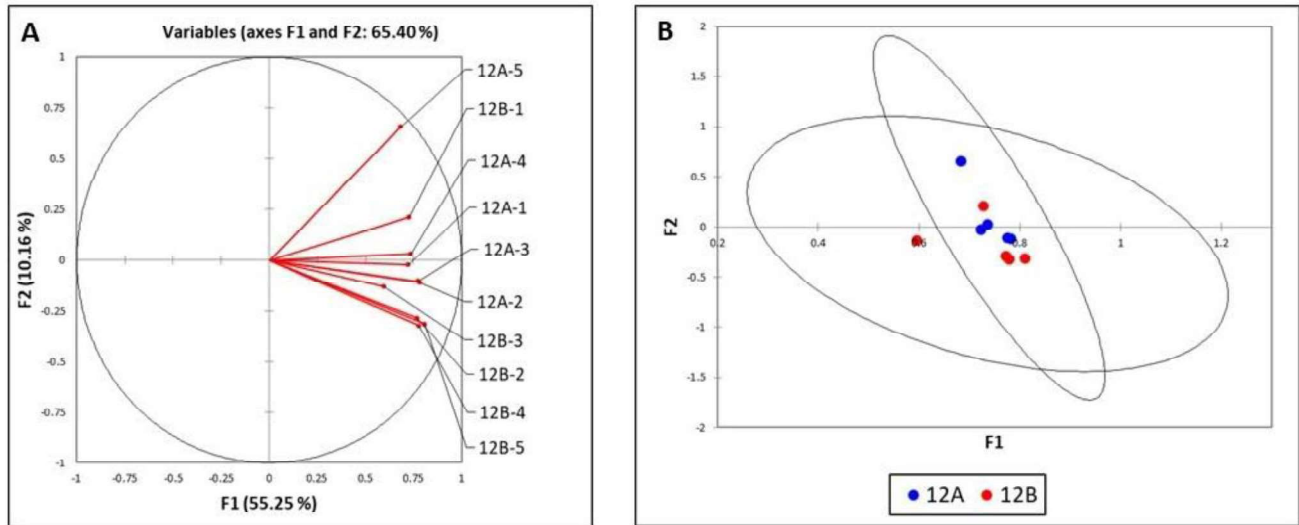 A
Variables (axes F1 and F2: 65.40 %)
1
0.75
0.5
0.25
0
-0.25
-0.5
-0.75
-1
F2 (10.16 %)
-1
-0.75
-0.5
-0.25
0
0.25
0.5
0.75
1
F1 (55.25 %)
12A-5
12B-1
12A-4
12A-1
12A-3
12A-2
12B-3
12B-2
12B-4
12B-5
B
2
1.5
1
0.5
0
-0.5
-1
-1.5
-2
F2
0.2
0.4
0.6
0.8
1
1.2
F1
12A
12B